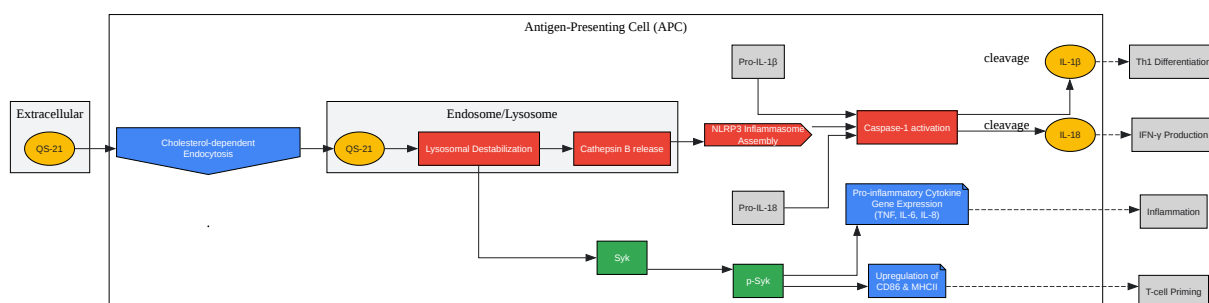 Antigen-Presenting Cell (APC)
Extracellular
QS-21
Cholesterol-dependent
Endocytosis
Endosome/Lysosome
QS-21
Lysosomal Destabilization
Cathepsin B release
Pro-IL-1β
NLRP3 Inflammasome
Assembly
Pro-IL-18
Caspase-1 activation
cleavage
cleavage
IL-1β
IL-18
Th1 Differentiation
IFN-γ Production
Syk
p-Syk
Pro-inflammatory Cytokine
Gene Expression
(TNF, IL-6, IL-8)
Upregulation of
CD86 & MHCII
Inflammation
T-cell Priming